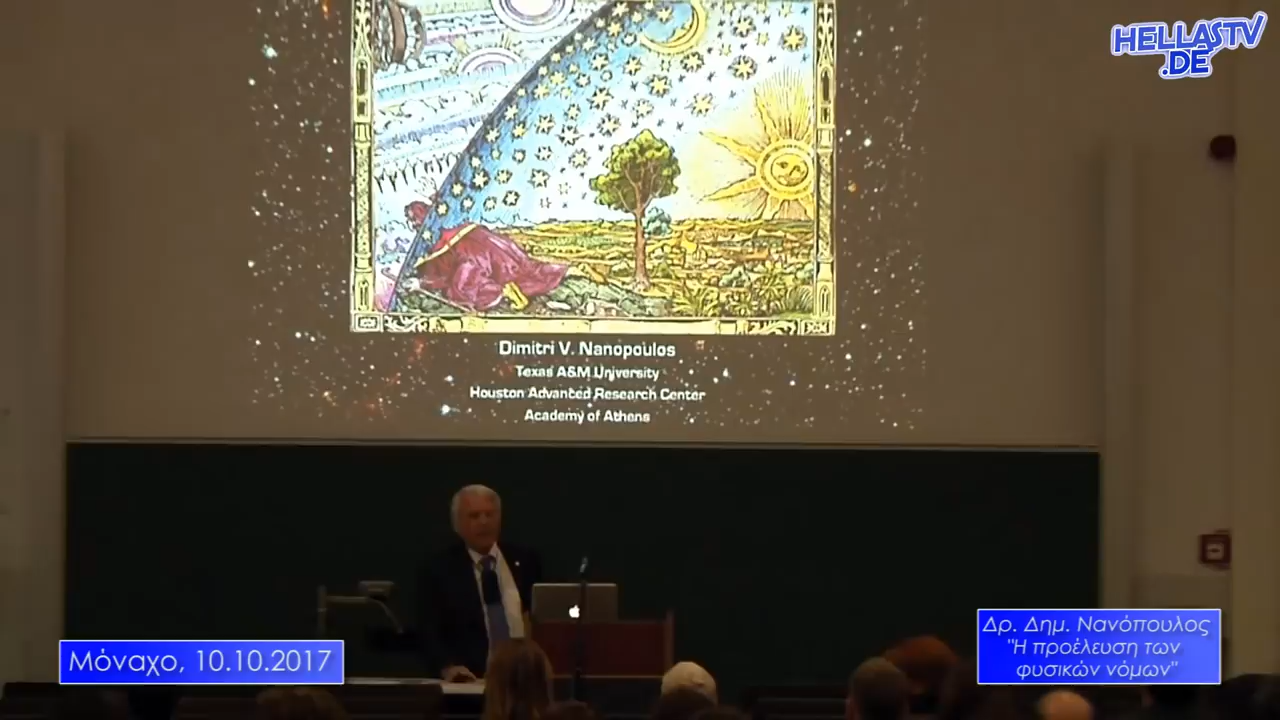 HELLASTV
.DE
Dimitri V. Nanopoulos
Texas A&M University
Houston Advanced Research Center
Academy of Athens
Μόναχο, 10.10.2017
Δρ. Δημ. Νανόπουλος
"Η προέλευση των
φυσικών νόμων"